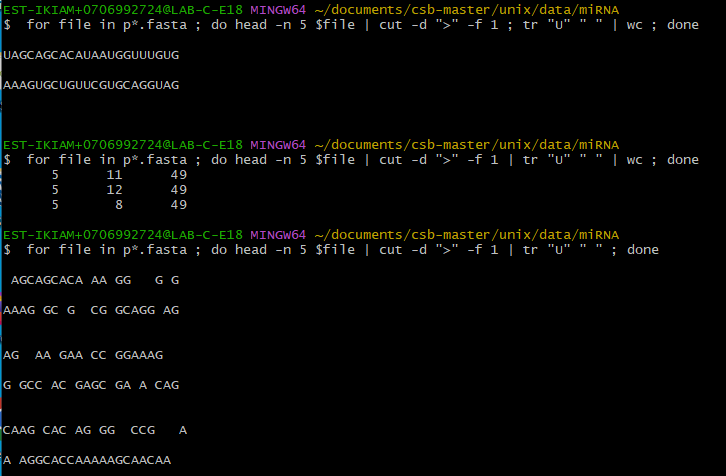 EST-IKIAM+0706992724@LAB-C-E18 MINGW64 ~/documents/csb-master/unix/data/miRNA
$  for file in p*.fasta ; do head -n 5 $file | cut -d ">" -f 1 ; tr "U" " " | wc ; done
UAGCAGCACAUAAUGGUUUGUG
AAAGUGCUGUUCGUGCAGGUAG
EST-IKIAM+0706992724@LAB-C-E18 MINGW64 ~/documents/csb-master/unix/data/miRNA
$  for file in p*.fasta ; do head -n 5 $file | cut -d ">" -f 1 | tr "U" " " | wc ; done
      5      11      49
      5      12      49
      5       8      49
EST-IKIAM+0706992724@LAB-C-E18 MINGW64 ~/documents/csb-master/unix/data/miRNA
$  for file in p*.fasta ; do head -n 5 $file | cut -d ">" -f 1 | tr "U" " " ; done
 AGCAGCACA AA GG   G G
AAAG GC G  CG GCAGG AG
AG  AA GAA CC GGAAAG
G GCC AC GAGC GA A CAG
CAAG CAC AG GG  CCG   A
A AGGCACCAAAAAGCAACAA